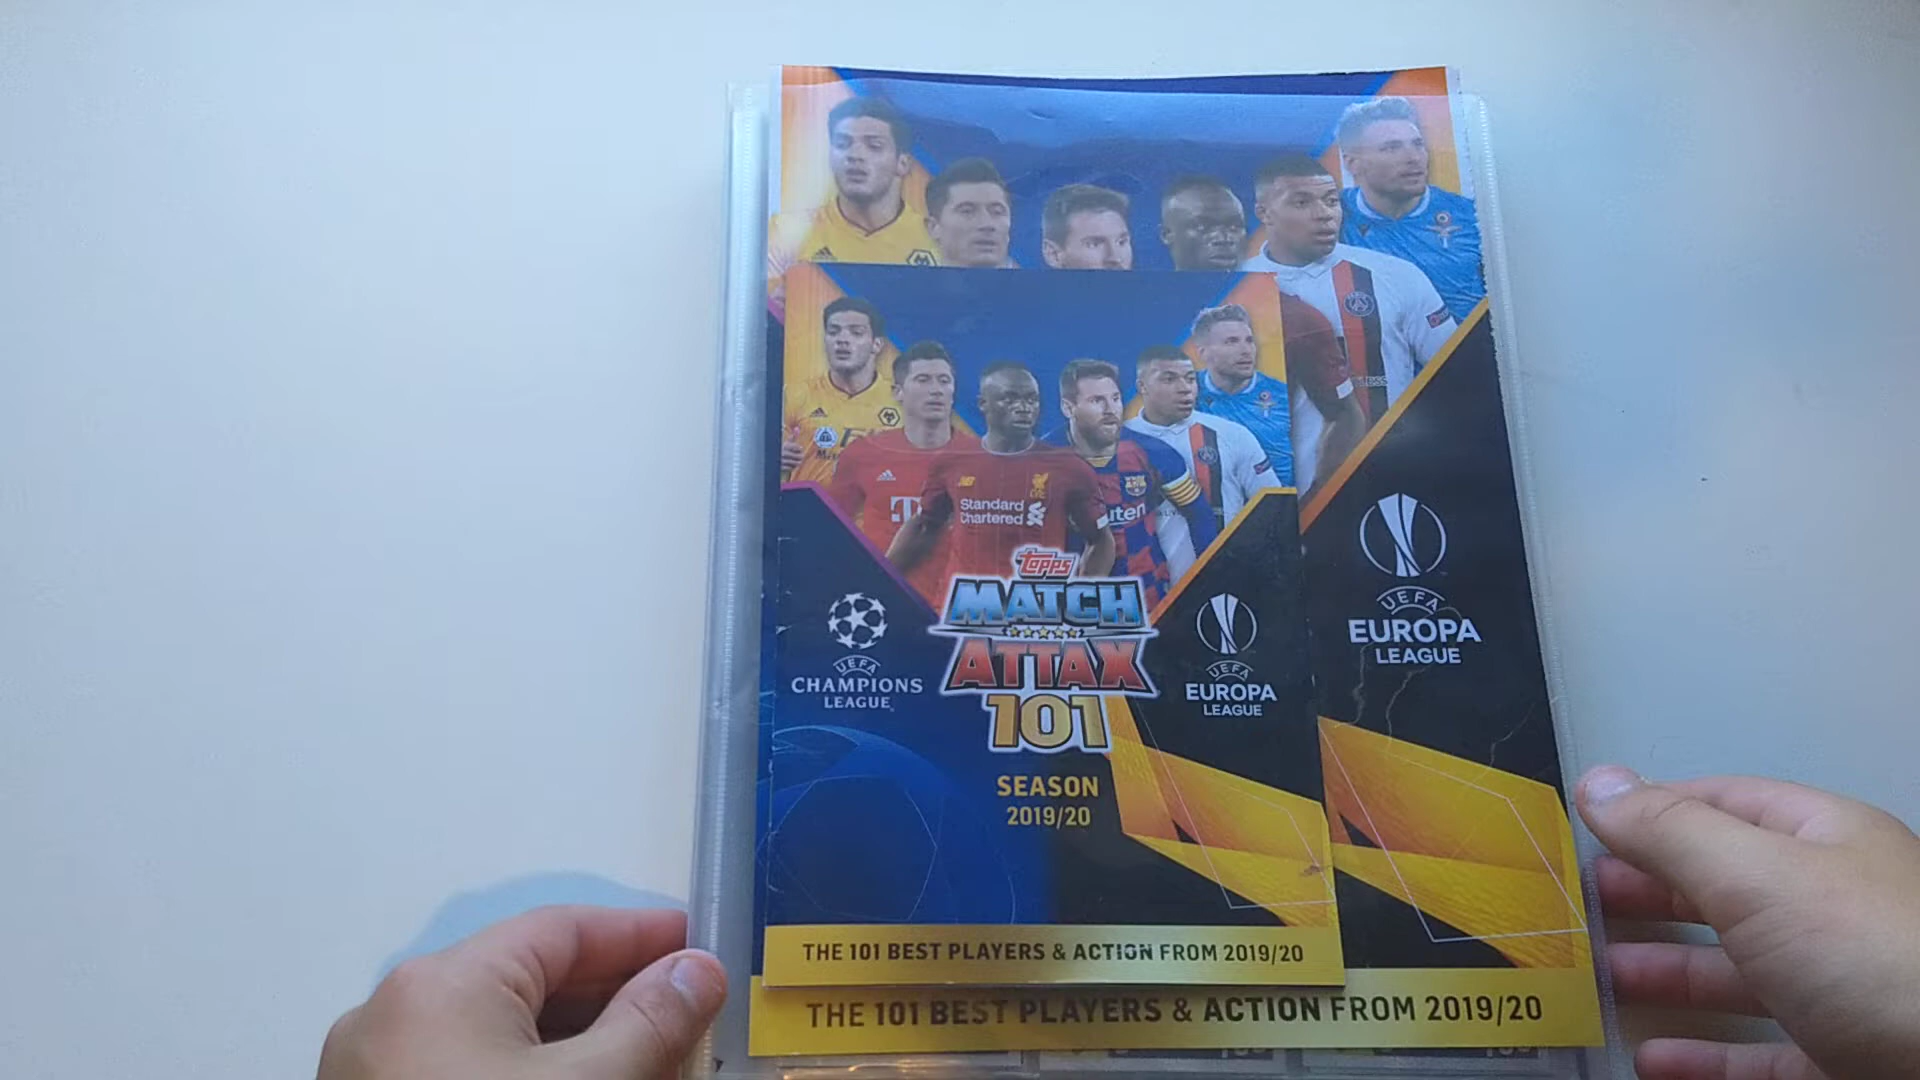 Standard
Chartered
uten
topps
MATCH
ATTAX
101
UEFA
CHAMPIONS
LEAGUE
UEFA
EUROPA
LEAGUE
UEFA
EUROPA
LEAGUE
SEASON
2019/20
THE 101 BEST PLAYERS & ACTION FROM 2019/20
THE 101 BEST PLAYERS & ACTION FROM 2019/20